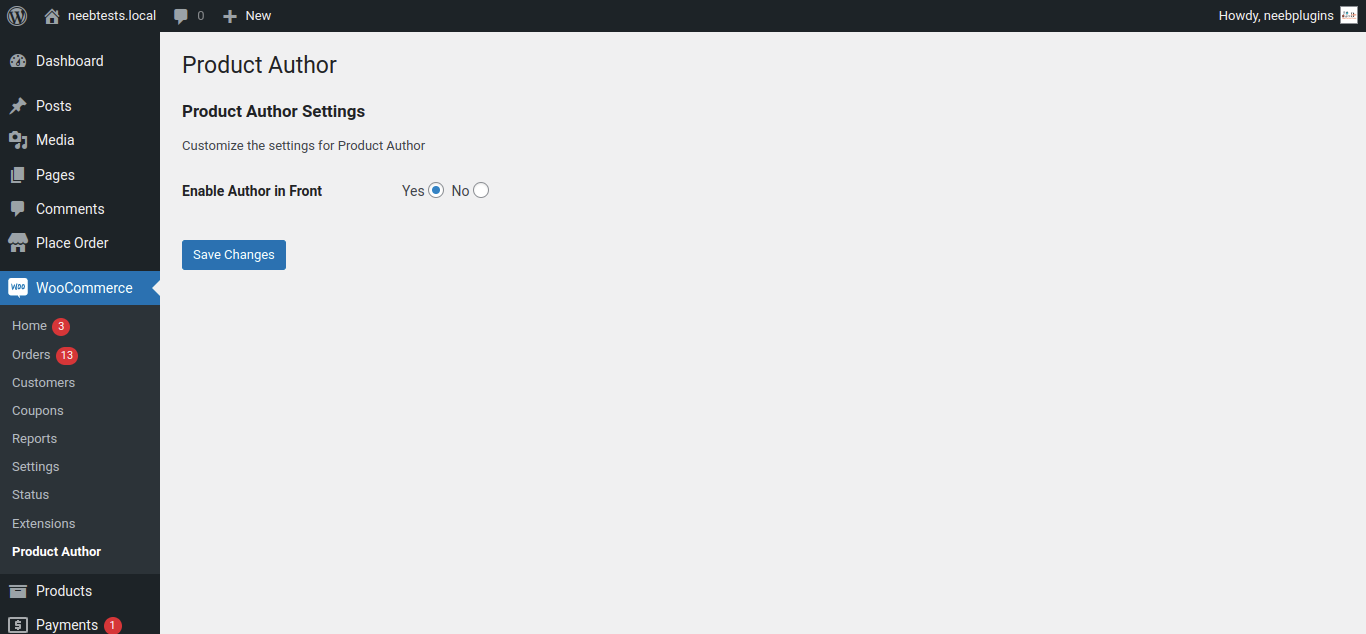 neebtests.local 0 New Howdy, neebplugins
Dashboard
Posts
Media
Pages
Comments
Place Order
WooCommerce
Home 3
Orders 13
Customers
Coupons
Reports
Settings
Status
Extensions
Product Author
Products
Payments 1
Product Author
Product Author Settings
Customize the settings for Product Author
Enable Author in Front Yes No
Save Changes